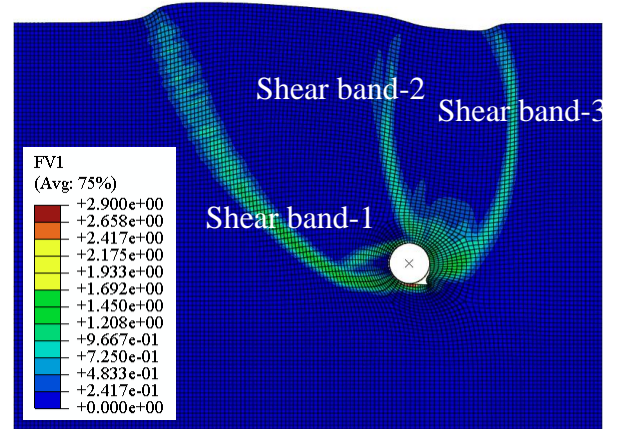 Shear band-2
Shear band-3
Shear band-1
FV1
(Avg: 75%)
+2.900e+00
+2.658e+00
+2.417e+00
+2.175e+00
+1.933e+00
+1.692e+00
+1.450e+00
+1.208e+00
+9.667e-01
+7.250e-01
+4.833e-01
+2.417e-01
+0.000e+00